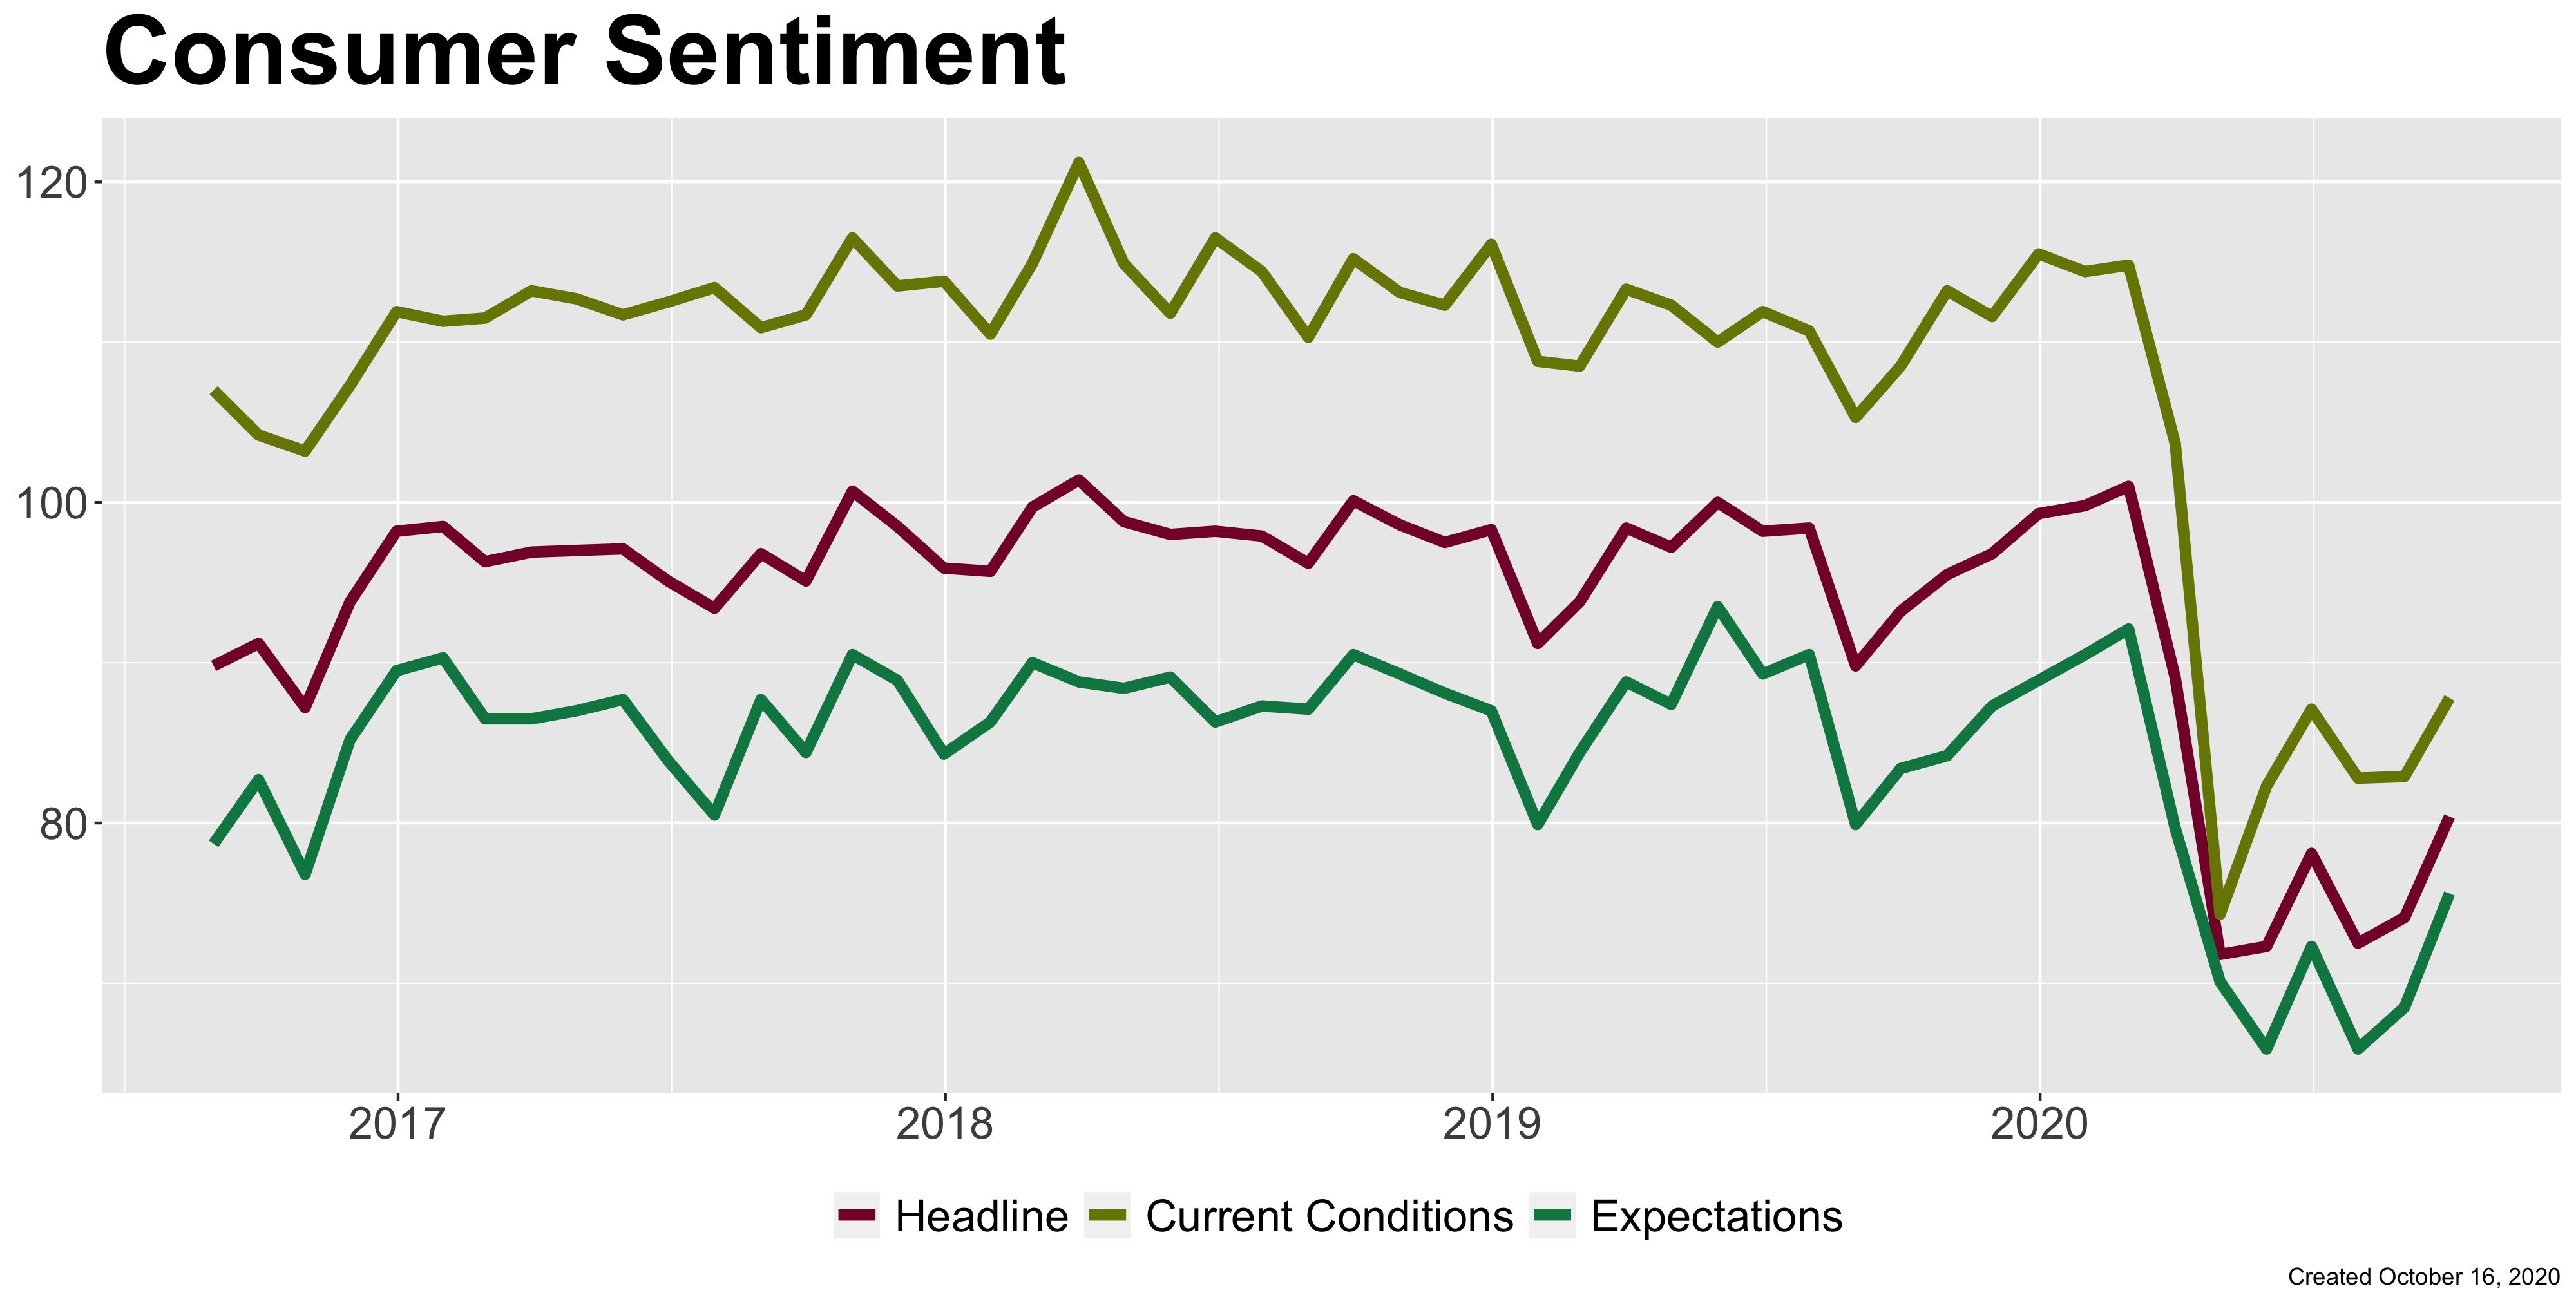 Consumer Sentiment
120
100
80
2017 2018 2019 2020
Headline Current Conditions Expectations
Created October 16, 2020